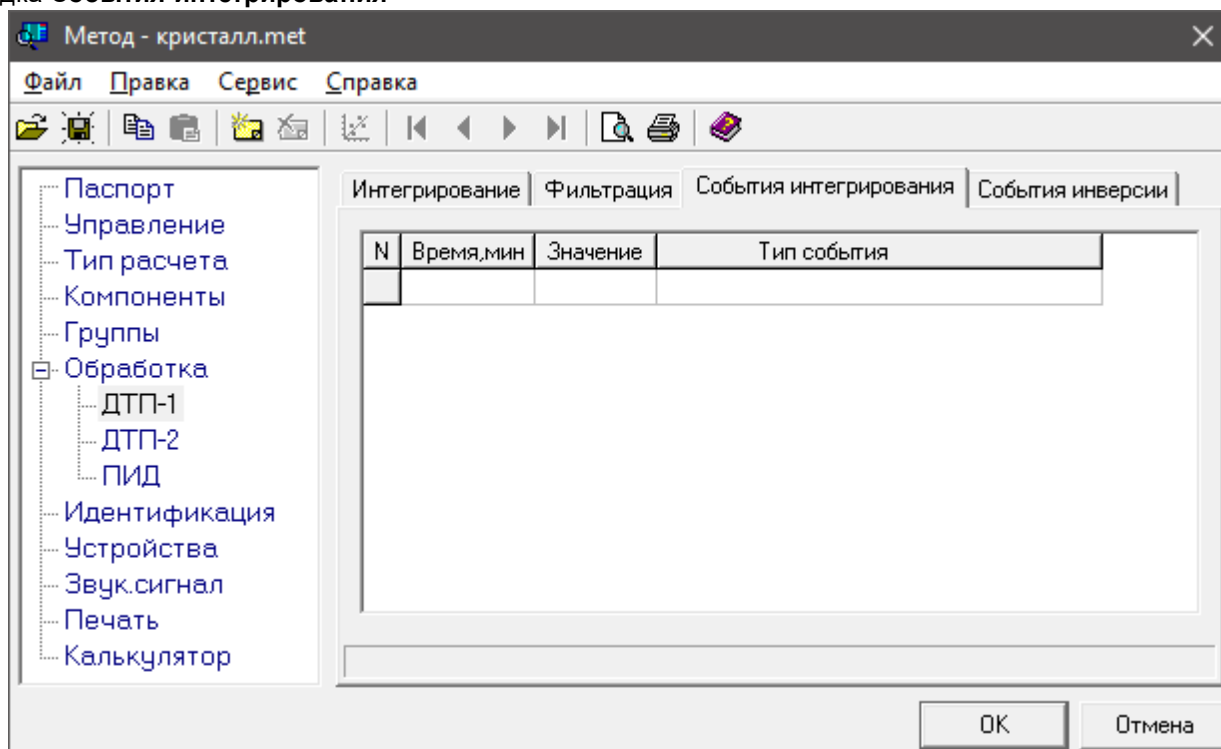 События интегрирования
Метод - кристалл.met
Файл Правка Сервис Справка
Паспорт
Управление
Тип расчета
Компоненты
Группы
Обработка
ДТП-1
ДТП-2
ПИД
Идентификация
Устройства
Звук.сигнал
Печать
Калькулятор
Интегрирование Фильтрация События интегрирования События инверсии
N Время,мин Значение Тип события
OK Отмена